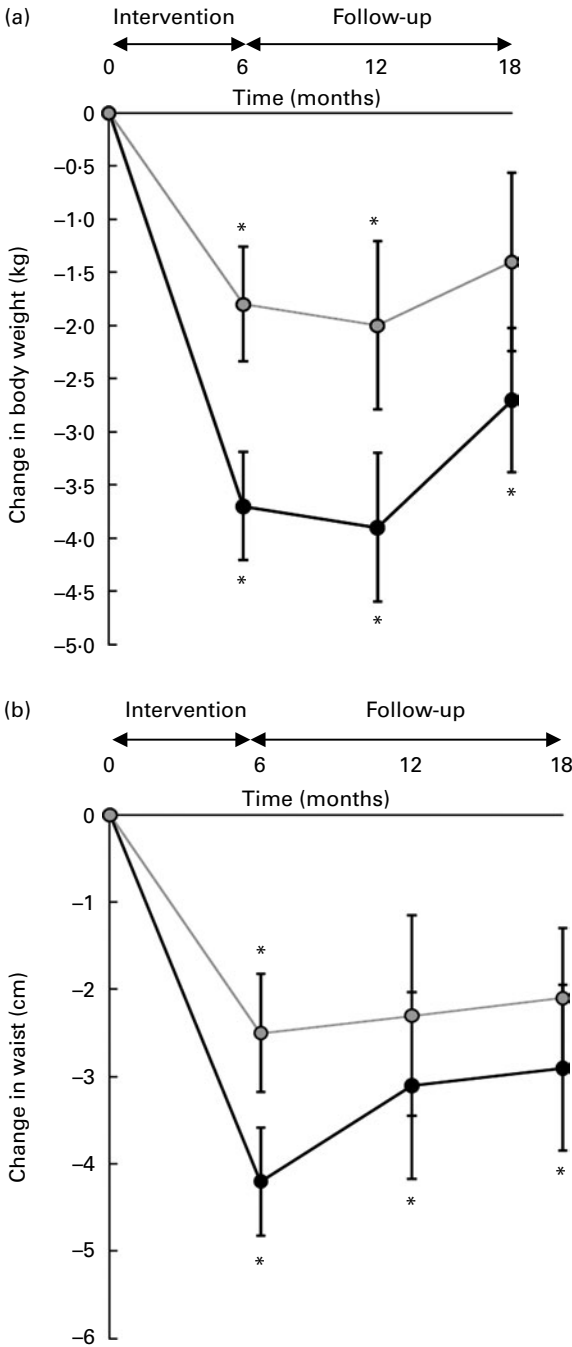 (a)
Intervention Follow-up
0 6 12 18
Time (months)
0
–0·5
–1·0
–1·5
–2·0
–2·5
–3·0
–3·5
–4·0
–4·5
–5·0
Change in body weight (kg)
* *
* * *
(b)
Intervention Follow-up
0 6 12 18
Time (months)
0
–1
–2
–3
–4
–5
–6
Change in waist (cm)
*
* * *